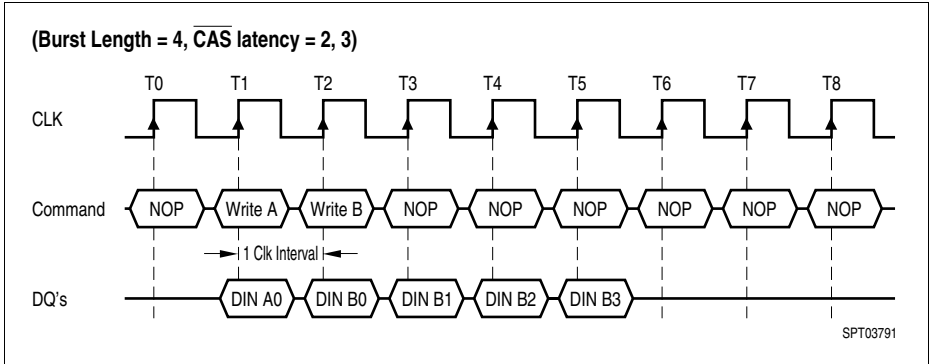 (Burst Length = 4, CAS latency = 2, 3)
T0 T1 T2 T3 T4 T5 T6 T7 T8
CLK
Command NOP Write A Write B NOP NOP NOP NOP NOP NOP
1 Clk Interval
DQ's DIN A0 DIN B0 DIN B1 DIN B2 DIN B3
SPT03791